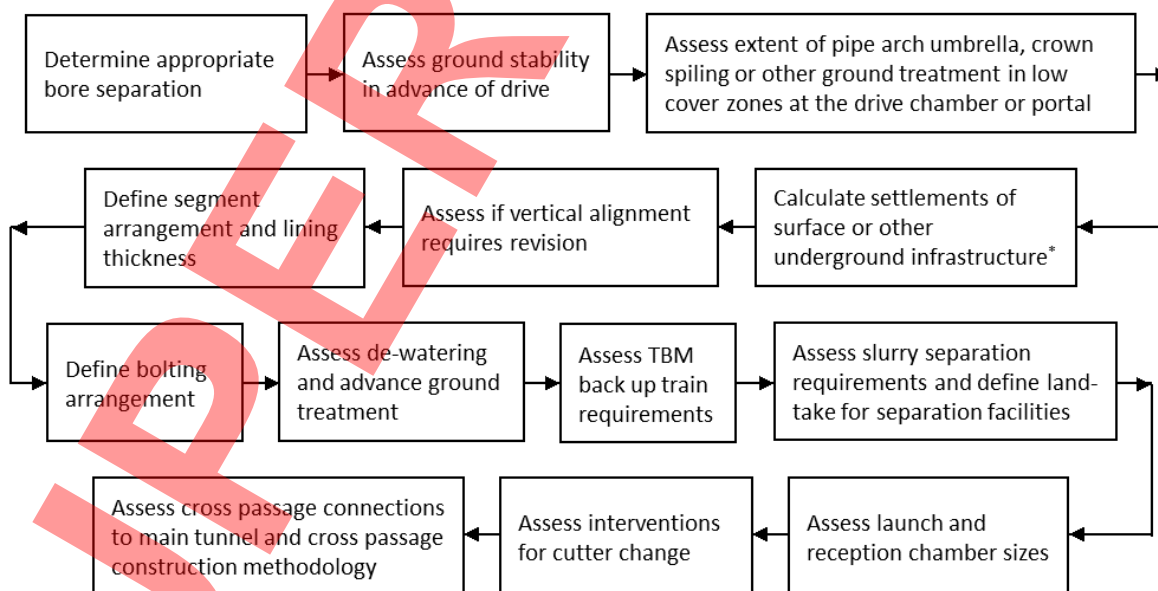 Determine appropriate
bore separation
Assess ground stability
in advance of drive
Assess extent of pipe arch umbrella, crown
spiling or other ground treatment in low
cover zones at the drive chamber or portal
Calculate settlements of
surface or other
underground infrastructure*
Assess if vertical alignment
requires revision
Define segment
arrangement and lining
thickness
Define bolting
arrangement
Assess de-watering
and advance ground
treatment
Assess TBM
back up train
requirements
Assess slurry separation
requirements and define land-
take for separation facilities
Assess launch and
reception chamber sizes
Assess interventions
for cutter change
Assess cross passage connections
to main tunnel and cross passage
construction methodology
UPER